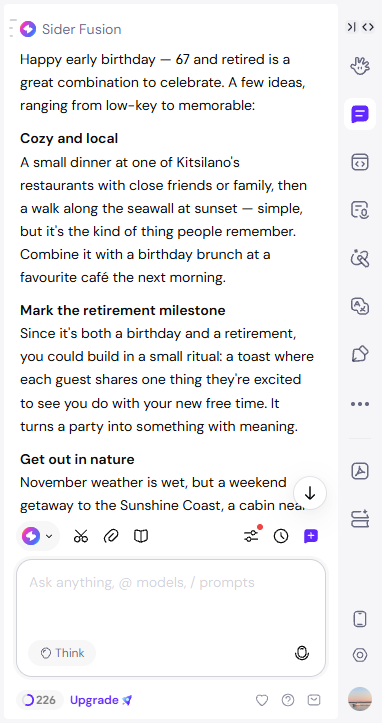 Sider Fusion
Happy early birthday — 67 and retired is a
great combination to celebrate. A few ideas,
ranging from low-key to memorable:
Cozy and local
A small dinner at one of Kitsilano's
restaurants with close friends or family, then
a walk along the seawall at sunset — simple,
but it's the kind of thing people remember.
Combine it with a birthday brunch at a
favourite café the next morning.
Mark the retirement milestone
Since it's both a birthday and a retirement,
you could build in a small ritual: a toast where
each guest shares one thing they're excited
to see you do with your new free time. It
turns a party into something with meaning.
Get out in nature
November weather is wet, but a weekend
getaway to the Sunshine Coast, a cabin near
Ask anything, @ models, / prompts
Think
226 Upgrade